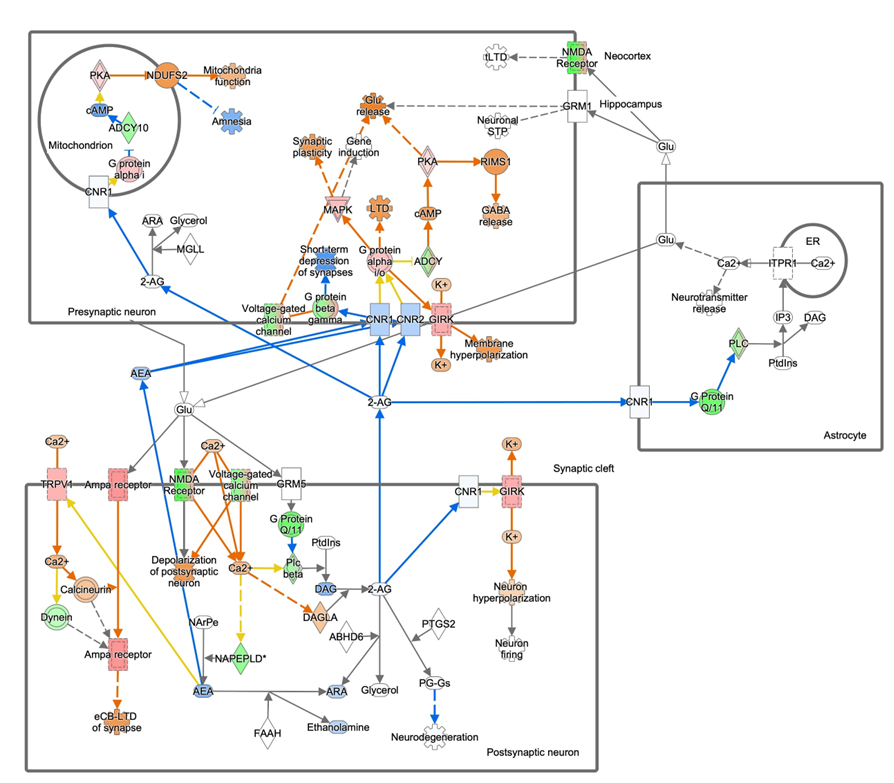 tLTD
NMDA
Receptor
Neocortex
PKA
NDUFS2
Mitochondria
function
cAMP
Amnesia
ADCY10
Mitochondrion
G protein
alpha i
CNR1
Glu
release
GRM1
Hippocampus
Neuronal
STP
Synaptic
plasticity
Gene
induction
PKA
RIMS1
Glu
MAPK
LTD
cAMP
GABA
release
ARA
Glycerol
MGLL
2-AG
Short-term
depression
of synapses
G protein
alpha
i/o
ADCY
K+
Glu
ER
Ca2+
ITPR1
Ca2+
Neurotransmitter
release
Presynaptic neuron
Voltage-gated
calcium
channel
G protein
beta
gamma
CNR1
CNR2
GIRK
IP3
DAG
PLC
PtdIns
Membrane
hyperpolarization
K+
AEA
Glu
2-AG
CNR1
G Protein
Q/11
Astrocyte
Ca2+
Ca2+
K+
Synaptic cleft
TRPV1
Ampa receptor
NMDA
Receptor
Voltage-gated
calcium
channel
GRM5
CNR1
GIRK
G Protein
Q/11
PtdIns
K+
Ca2+
Depolarization
of postsynaptic
neuron
Ca2+
Plc
beta
Calcineurin
DAG
2-AG
Neuron
hyperpolarization
Dynein
NArPe
DAGLA
ABHD6
PTGS2
Ampa receptor
NAPEPLD*
Neuron
firing
AEA
ARA
Glycerol
PG-Gs
eCB-LTD
of synapse
FAAH
Ethanolamine
Neurodegeneration
Postsynaptic neuron